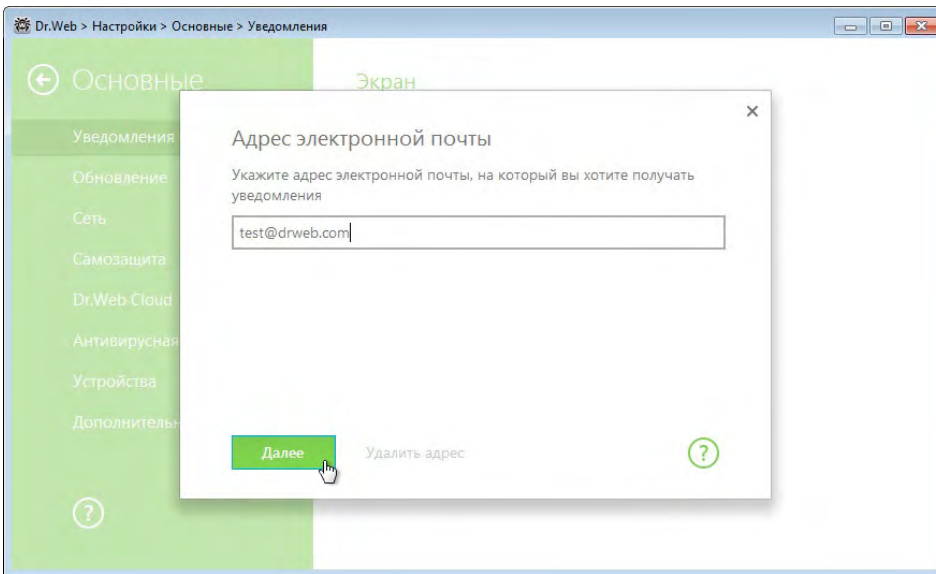 Dr.Web > Настройки > Основные > Уведомления
Основные
Экран
Уведомления
Обновление
Сеть
Самозащита
Dr.Web Cloud
Антивирусная
Устройства
Адрес электронной почты
Укажите адрес электронной почты, на который вы хотите получать
уведомления
test@drweb.com
Далее
Удалить адрес
?
?